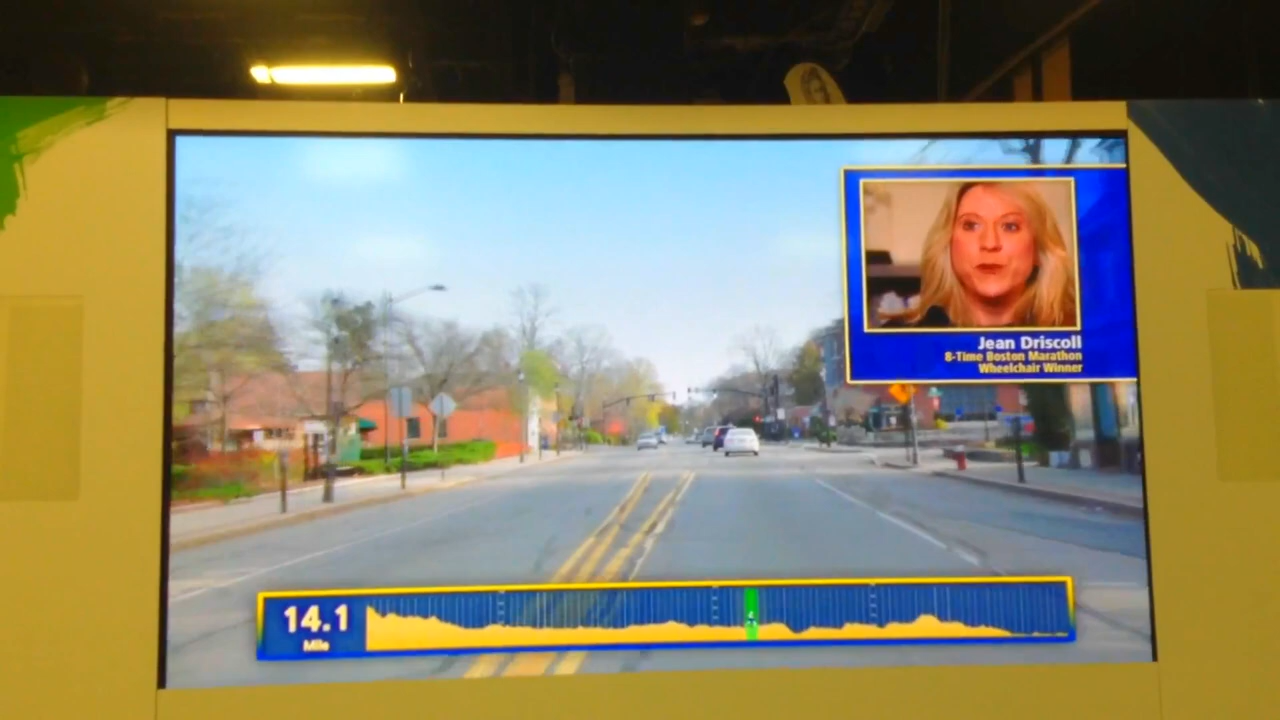 Jean Driscoll
8-Time Boston Marathon
Wheelchair Winner
14.1
Mile